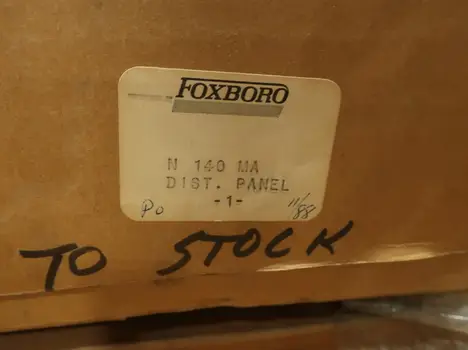 FOXBORO
N 140 MA
DIST. PANEL
-1-
Po 11/88
TO STOCK